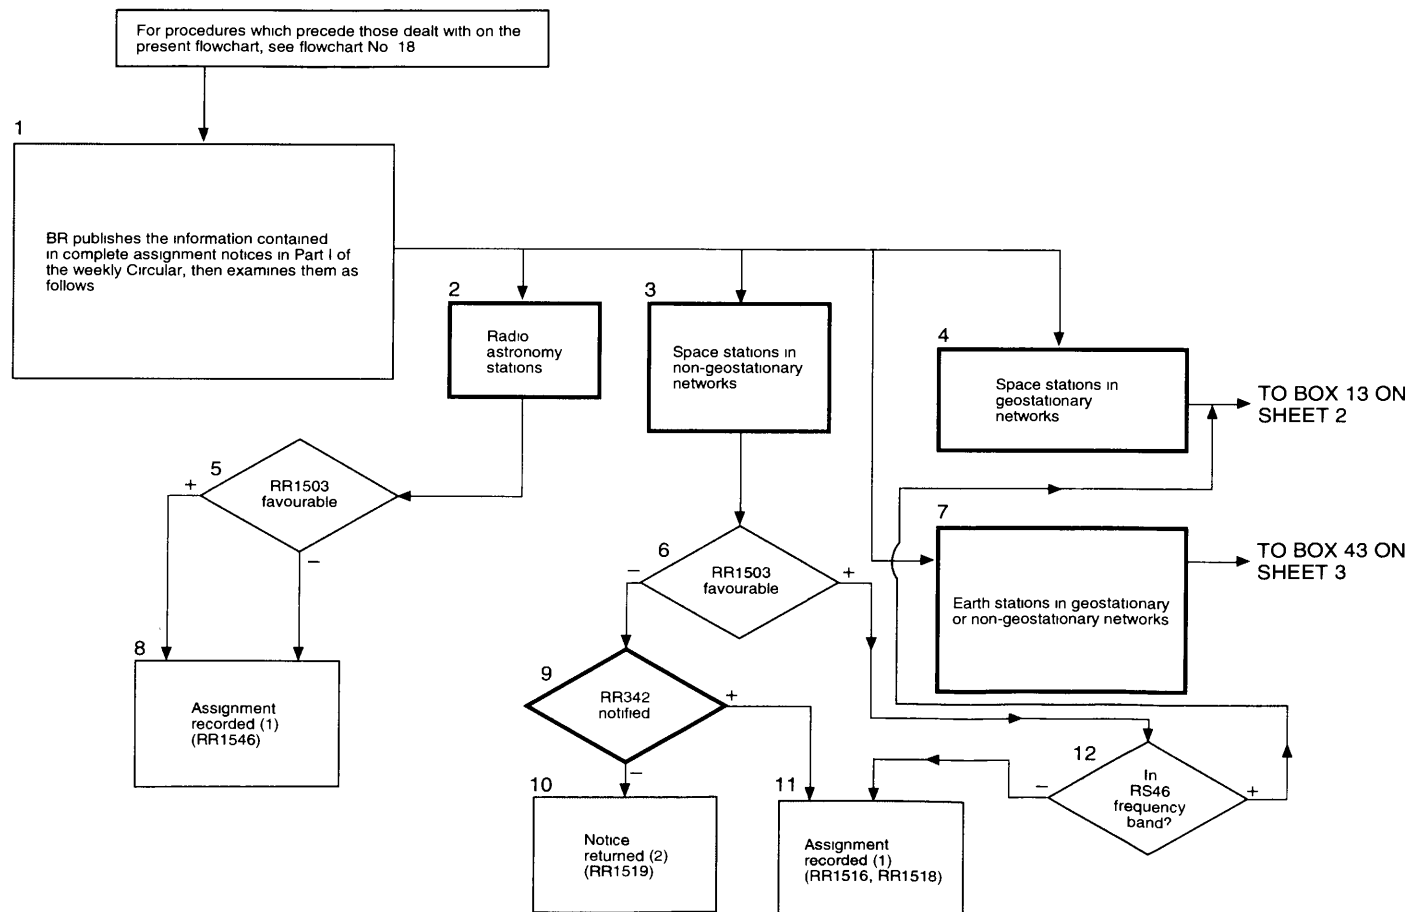 For procedures which precede those dealt with on the
present flowchart, see flowchart No 18
1
BR publishes the information contained
in complete assignment notices in Part I of
the weekly Circular, then examines them as
follows
2
Radio
astronomy
stations
3
Space stations in
non-geostationary
networks
4
Space stations in
geostationary
networks
TO BOX 13 ON
SHEET 2
5
+
RR1503
favourable
−
6
−
RR1503
favourable
+
7
Earth stations in geostationary
or non-geostationary networks
TO BOX 43 ON
SHEET 3
8
Assignment
recorded (1)
(RR1546)
9
RR342
notified
+
−
10
Notice
returned (2)
(RR1519)
11
Assignment
recorded (1)
(RR1516, RR1518)
12
−
In
RS46
frequency
band?
+